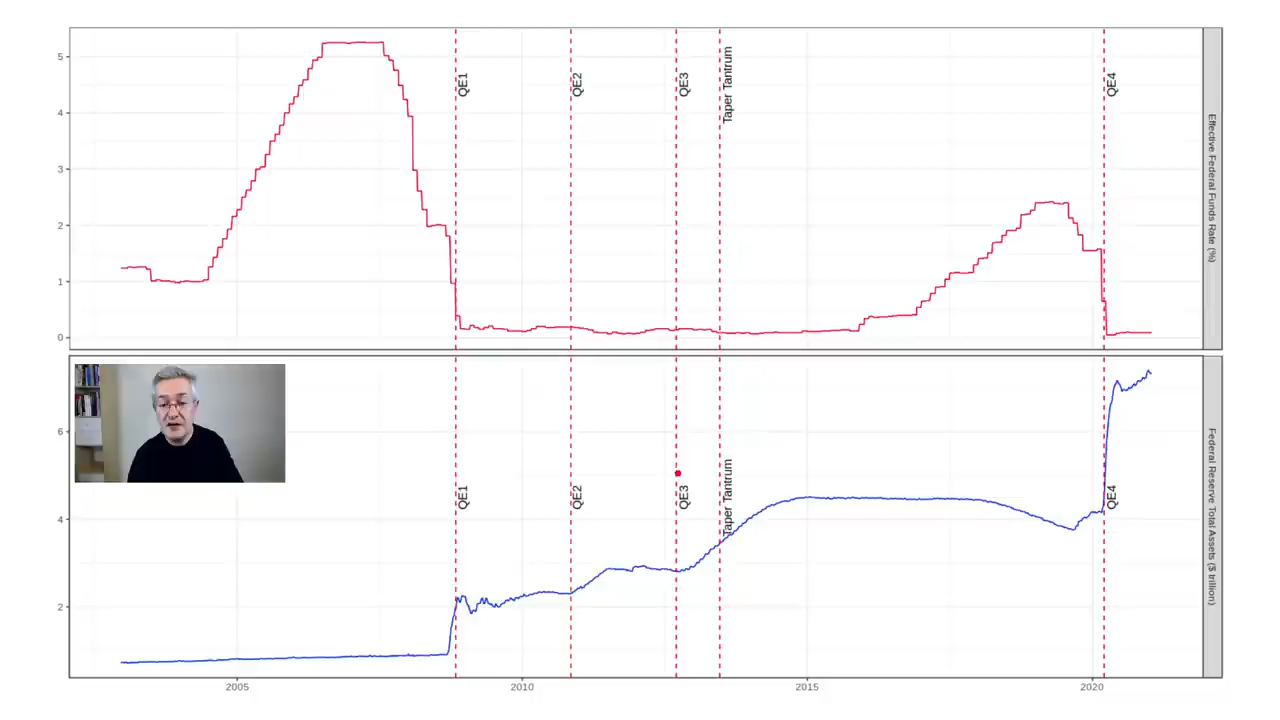 5
4
3
2
1
0
QE1
QE2
QE3
Taper Tantrum
QE4
Effective Federal Funds Rate (%)
6
4
2
QE1
QE2
QE3
Taper Tantrum
QE4
Federal Reserve Total Assets ($ trillion)
2005
2010
2015
2020